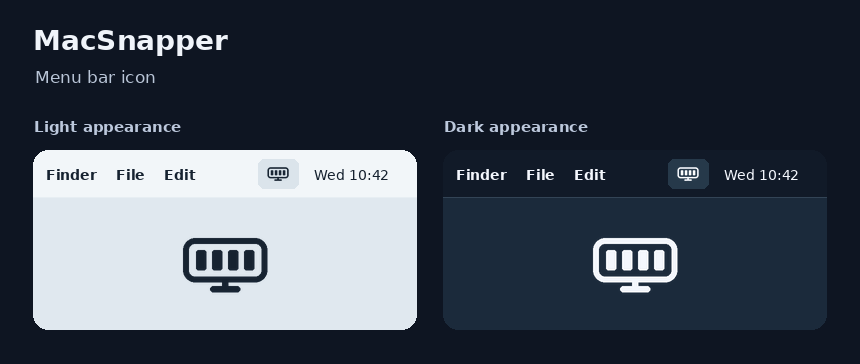 MacSnapper
Menu bar icon
Light appearance
Finder File Edit Wed 10:42
Dark appearance
Finder File Edit Wed 10:42